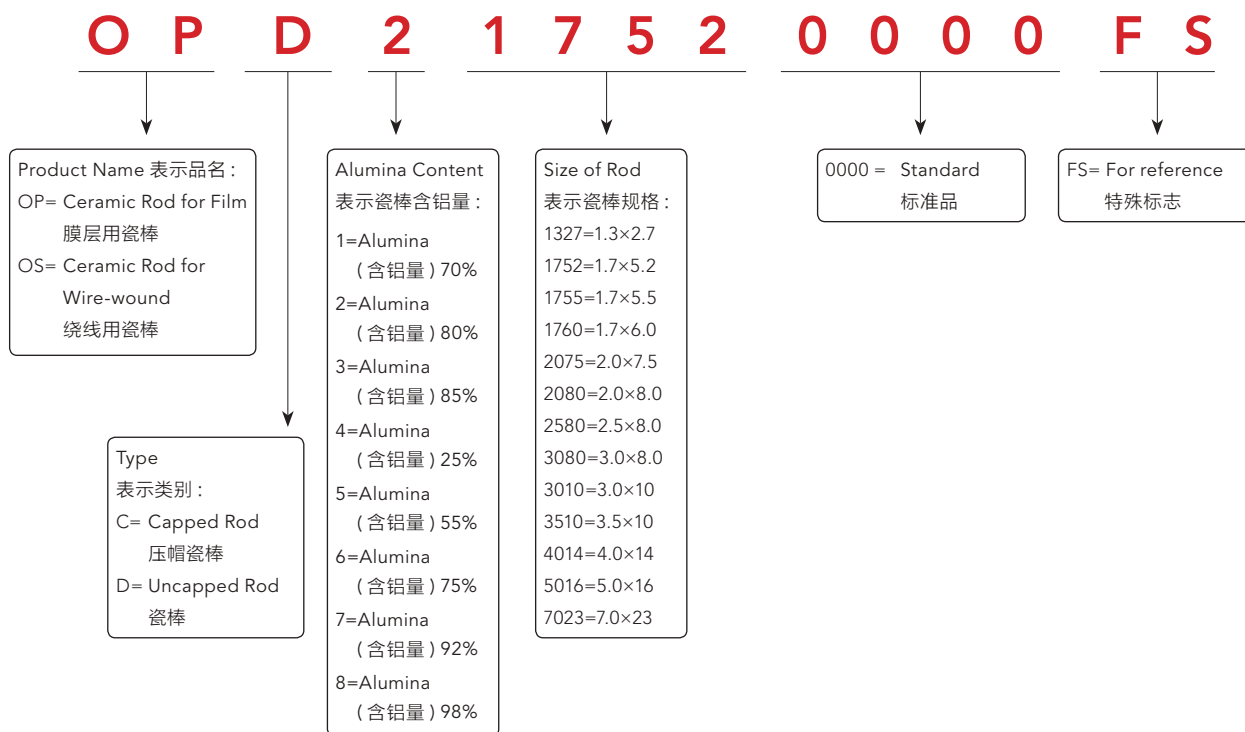 O P D 2 1 7 5 2 0 0 0 0 F S
Product Name 表示品名 :
OP= Ceramic Rod for Film
膜层用瓷棒
OS= Ceramic Rod for
Wire-wound
绕线用瓷棒
Type
表示类别 :
C= Capped Rod
压帽瓷棒
D= Uncapped Rod
瓷棒
Alumina Content
表示瓷棒含铝量 :
1=Alumina
( 含铝量 ) 70%
2=Alumina
( 含铝量 ) 80%
3=Alumina
( 含铝量 ) 85%
4=Alumina
( 含铝量 ) 25%
5=Alumina
( 含铝量 ) 55%
6=Alumina
( 含铝量 ) 75%
7=Alumina
( 含铝量 ) 92%
8=Alumina
( 含铝量 ) 98%
Size of Rod
表示瓷棒规格 :
1327=1.3×2.7
1752=1.7×5.2
1755=1.7×5.5
1760=1.7×6.0
2075=2.0×7.5
2080=2.0×8.0
2580=2.5×8.0
3080=3.0×8.0
3010=3.0×10
3510=3.5×10
4014=4.0×14
5016=5.0×16
7023=7.0×23
0000 = Standard
标准品
FS= For reference
特殊标志